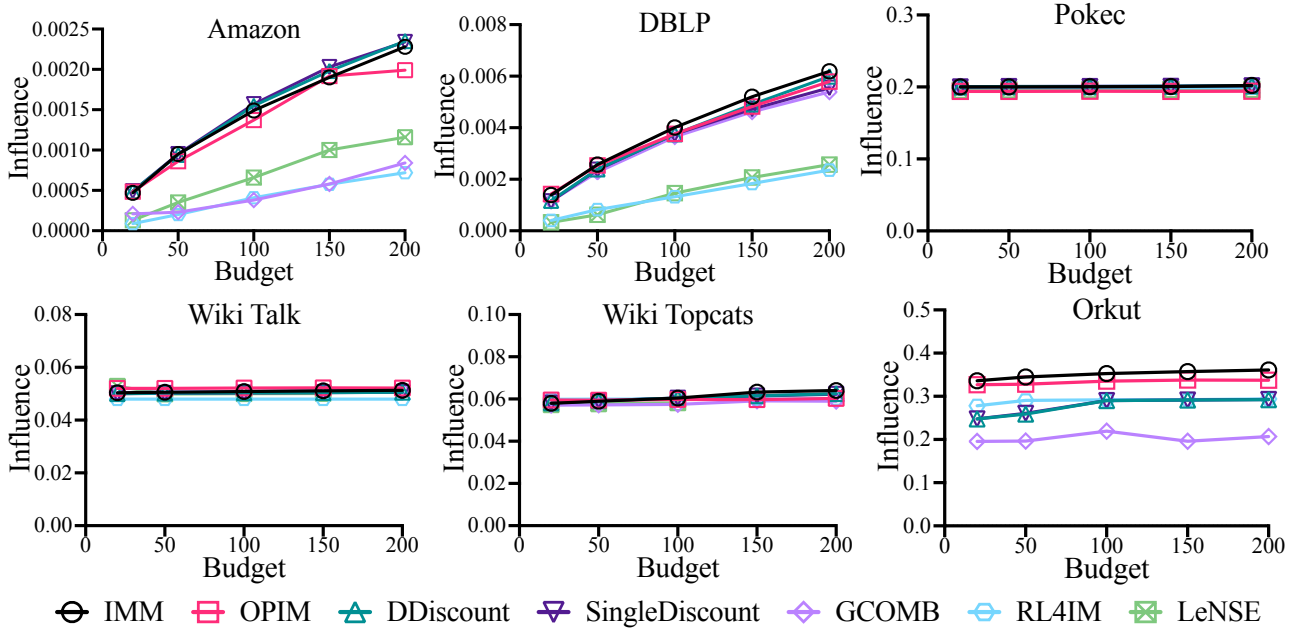 Amazon
Influence
0.0025
0.0020
0.0015
0.0010
0.0005
0.0000
0 50 100 150 200
Budget
DBLP
Influence
0.008
0.006
0.004
0.002
0.000
0 50 100 150 200
Budget
Pokec
Influence
0.3
0.2
0.1
0.0
0 50 100 150 200
Budget
Wiki Talk
Influence
0.08
0.06
0.04
0.02
0.00
0 50 100 150 200
Budget
Wiki Topcats
Influence
0.10
0.08
0.06
0.04
0.02
0.00
0 50 100 150 200
Budget
Orkut
Influence
0.5
0.4
0.3
0.2
0.1
0.0
0 50 100 150 200
Budget
IMM OPIM DDiscount SingleDiscount GCOMB RL4IM LeNSE